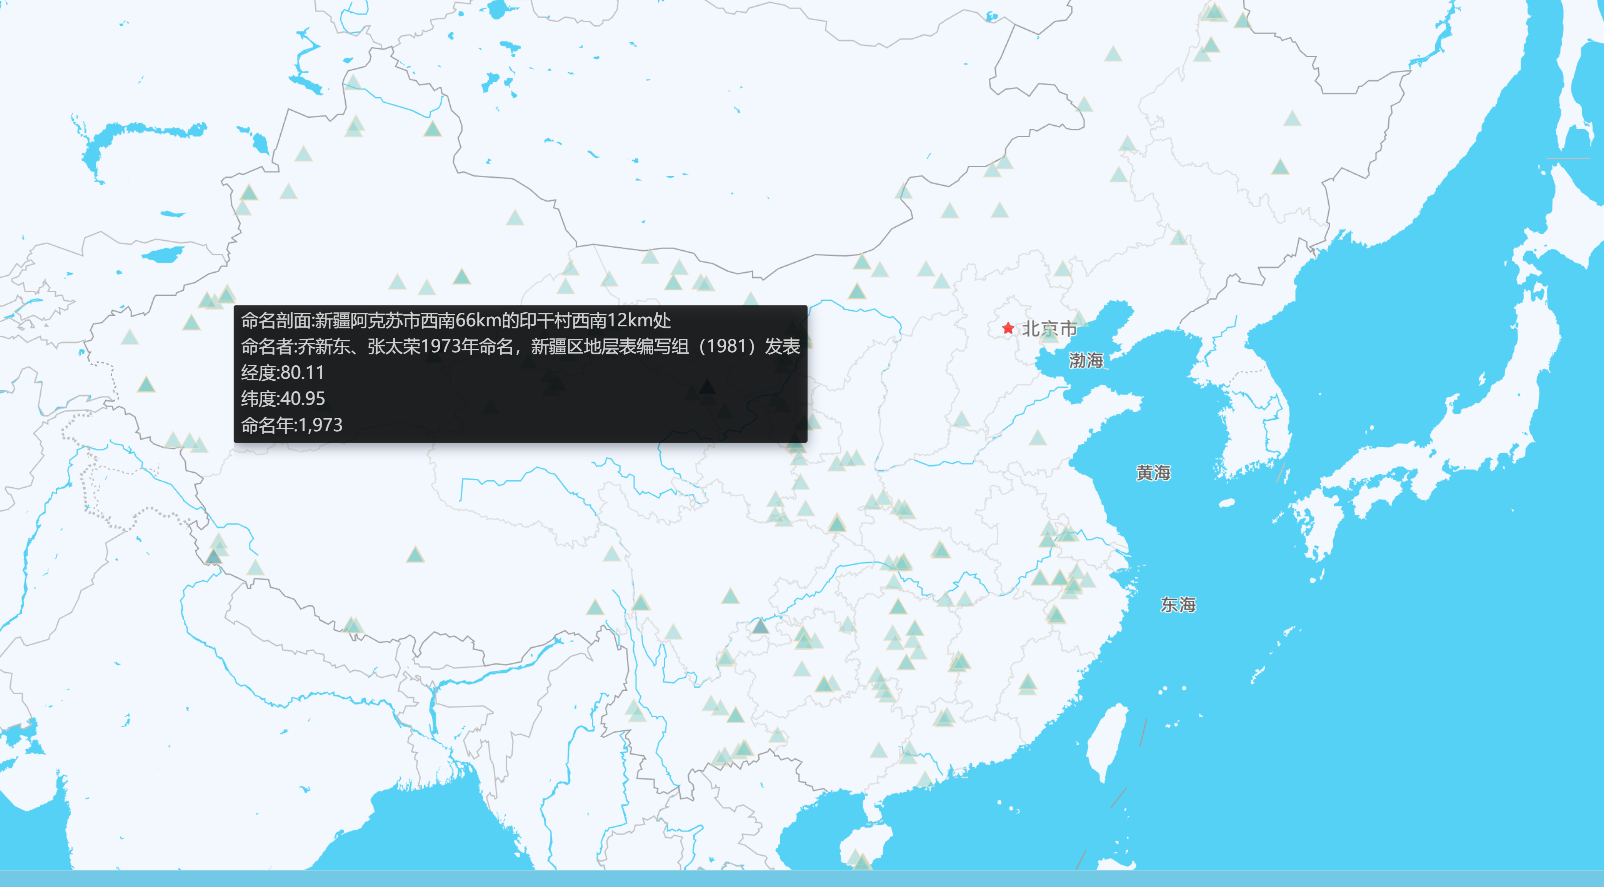 命名剖面:新疆阿克苏市西南66km的印干村西南12km处
命名者:乔新东、张太荣1973年命名，新疆区地层表编写组（1981）发表
经度:80.11
纬度:40.95
命名年:1,973
北京市
渤海
黄海
东海